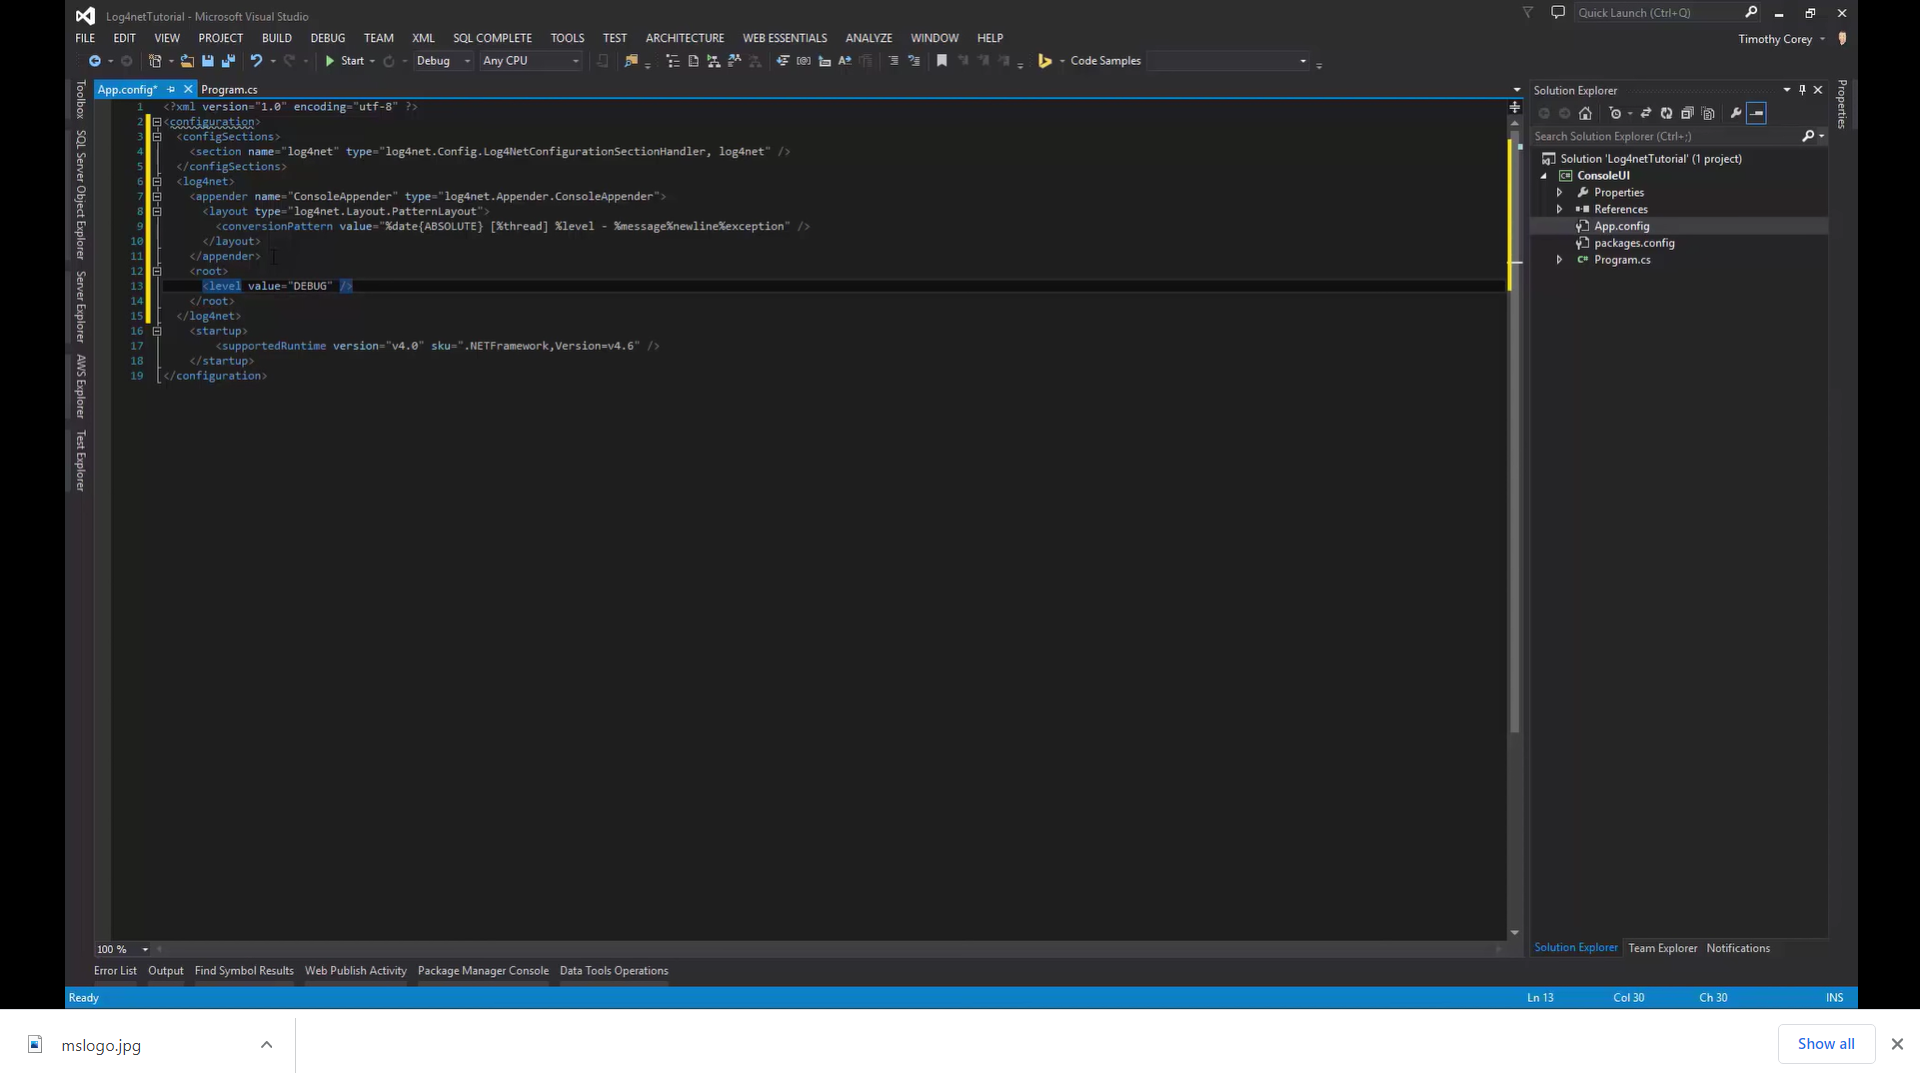 Log4netTutorial - Microsoft Visual Studio
Quick Launch (Ctrl+Q)
FILE EDIT VIEW PROJECT BUILD DEBUG TEAM XML SQL COMPLETE TOOLS TEST ARCHITECTURE WEB ESSENTIALS ANALYZE WINDOW HELP
Timothy Corey
Start Debug Any CPU Code Samples
App.config* Program.cs
Toolbox
SQL Server Object Explorer
Server Explorer
AWS Explorer
Test Explorer
1 <?xml version="1.0" encoding="utf-8" ?>
2 <configuration>
3 <configSections>
4 <section name="log4net" type="log4net.Config.Log4NetConfigurationSectionHandler, log4net" />
5 </configSections>
6 <log4net>
7 <appender name="ConsoleAppender" type="log4net.Appender.ConsoleAppender">
8 <layout type="log4net.Layout.PatternLayout">
9 <conversionPattern value="%date{ABSOLUTE} [%thread] %level - %message%newline%exception" />
10 </layout>
11 </appender>
12 <root>
13 <level value="DEBUG" />
14 </root>
15 </log4net>
16 <startup>
17 <supportedRuntime version="v4.0" sku=".NETFramework,Version=v4.6" />
18 </startup>
19 </configuration>
100 %
Solution Explorer
Search Solution Explorer (Ctrl+;)
Solution 'Log4netTutorial' (1 project)
ConsoleUI
Properties
References
App.config
packages.config
Program.cs
Properties
Solution Explorer Team Explorer Notifications
Error List Output Find Symbol Results Web Publish Activity Package Manager Console Data Tools Operations
Ready Ln 13 Col 30 Ch 30 INS
mslogo.jpg Show all